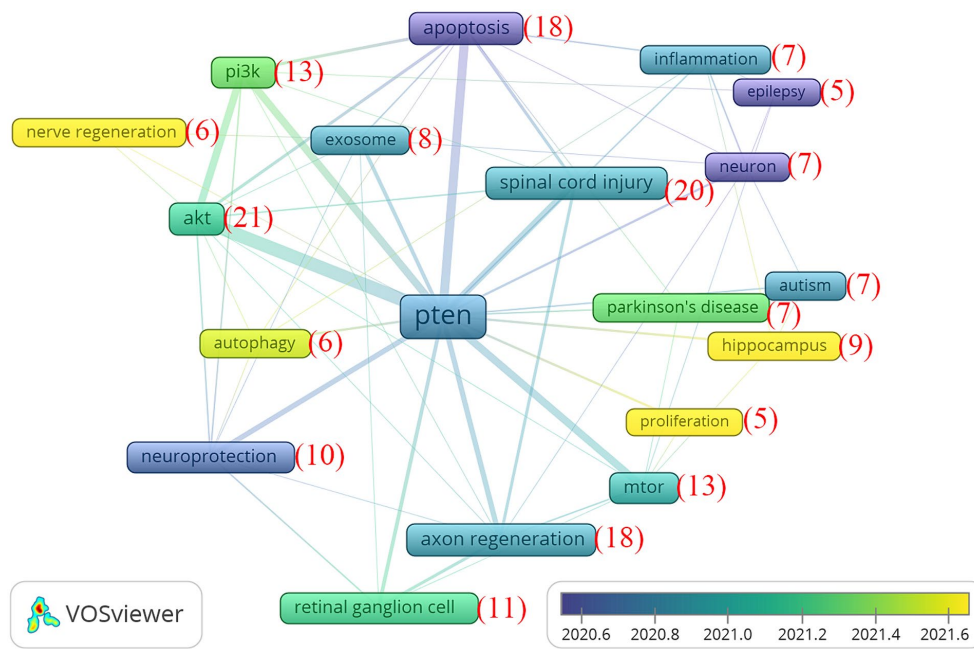 apoptosis (18)
inflammation (7)
pi3k (13)
epilepsy (5)
nerve regeneration (6)
exosome (8)
neuron (7)
spinal cord injury (20)
akt (21)
autism (7)
parkinson's disease (7)
pten
autophagy (6)
hippocampus (9)
proliferation (5)
neuroprotection (10)
mtor (13)
axon regeneration (18)
retinal ganglion cell (11)
VOSviewer
2020.6 2020.8 2021.0 2021.2 2021.4 2021.6